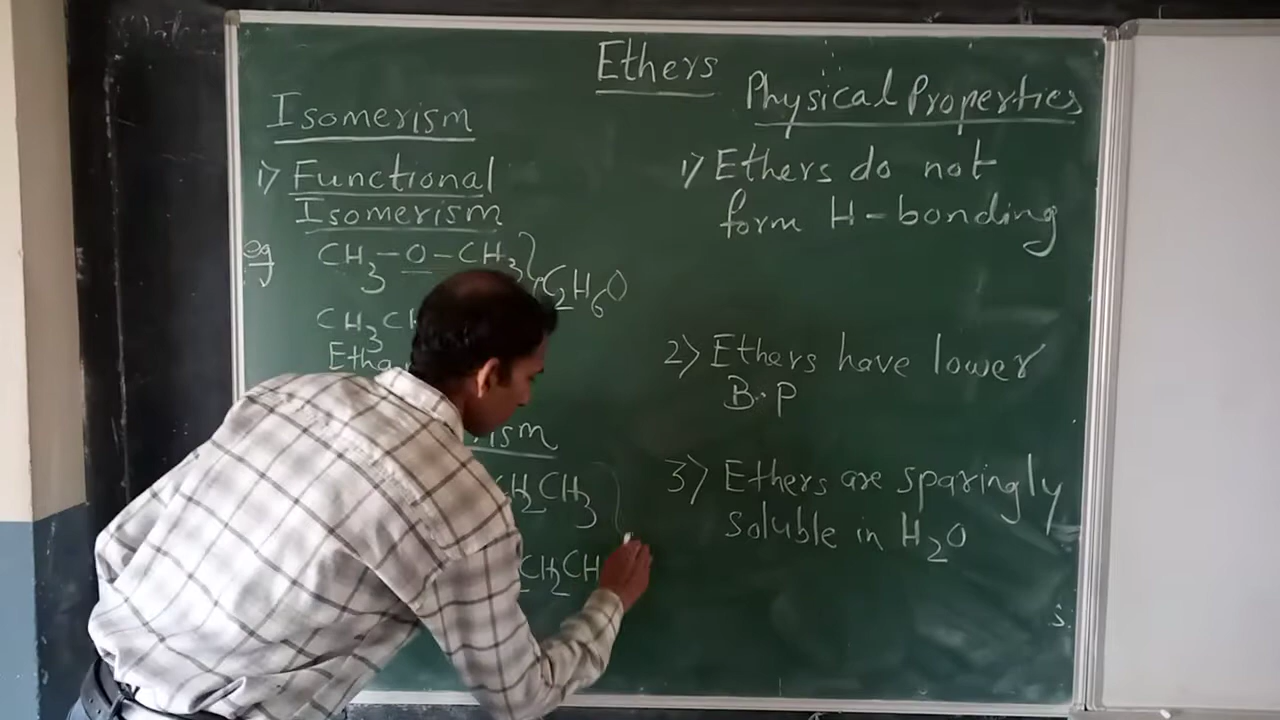 Ethers
Isomerism
1) Functional
Isomerism
eg CH3-O-CH3} C2H6O
CH3CH
Etha
ism
CH2CH3
CH2CH
Physical Properties
1) Ethers do not
form H-bonding
2) Ethers have lower
B.P
3) Ethers are sparingly
soluble in H2O
s.